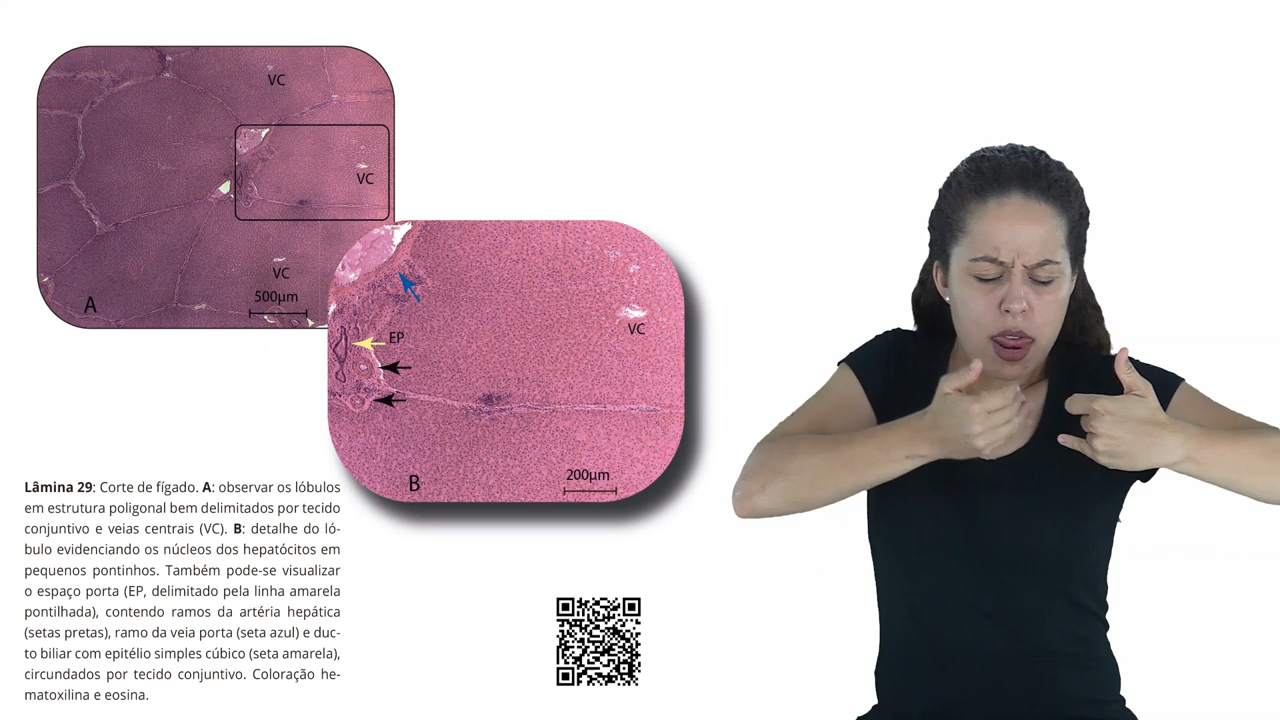 VC
VC
VC
A
500µm
EP
VC
B
200µm
Lâmina 29: Corte de fígado. A: observar os lóbulos
em estrutura poligonal bem delimitados por tecido
conjuntivo e veias centrais (VC). B: detalhe do ló-
bulo evidenciando os núcleos dos hepatócitos em
pequenos pontinhos. Também pode-se visualizar
o espaço porta (EP, delimitado pela linha amarela
pontilhada), contendo ramos da artéria hepática
(setas pretas), ramo da veia porta (seta azul) e duc-
to biliar com epitélio simples cúbico (seta amarela),
circundados por tecido conjuntivo. Coloração he-
matoxilina e eosina.